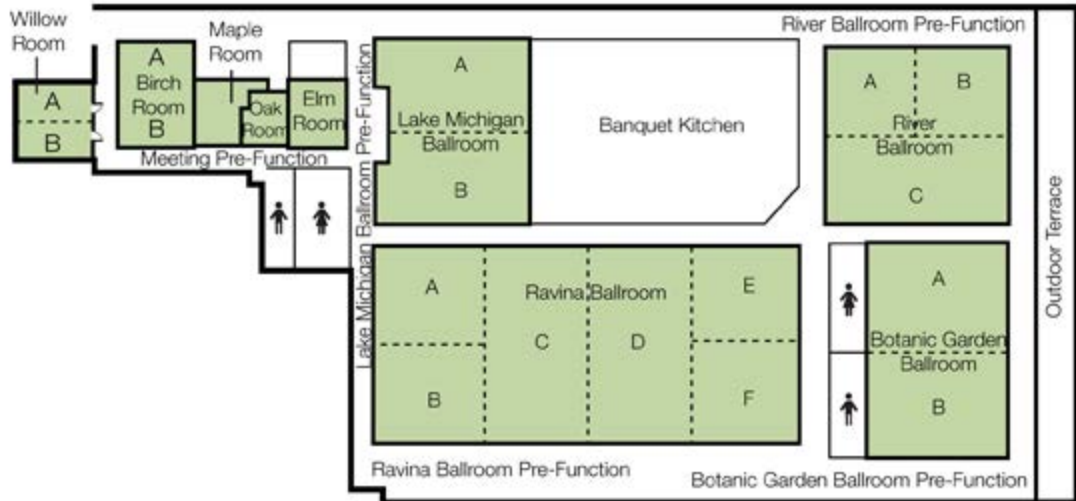 Willow
Room
A
B
A
Birch
Room
B
Maple
Room
Oak
Room
Elm
Room
Meeting Pre-Function
Lake Michigan Ballroom Pre-Function
A
Lake Michigan
Ballroom
B
Banquet Kitchen
River Ballroom Pre-Function
A
B
River
Ballroom
C
Outdoor Terrace
A
B
Ravina Ballroom
C
D
E
F
A
Botanic Garden
Ballroom
B
Ravina Ballroom Pre-Function
Botanic Garden Ballroom Pre-Function